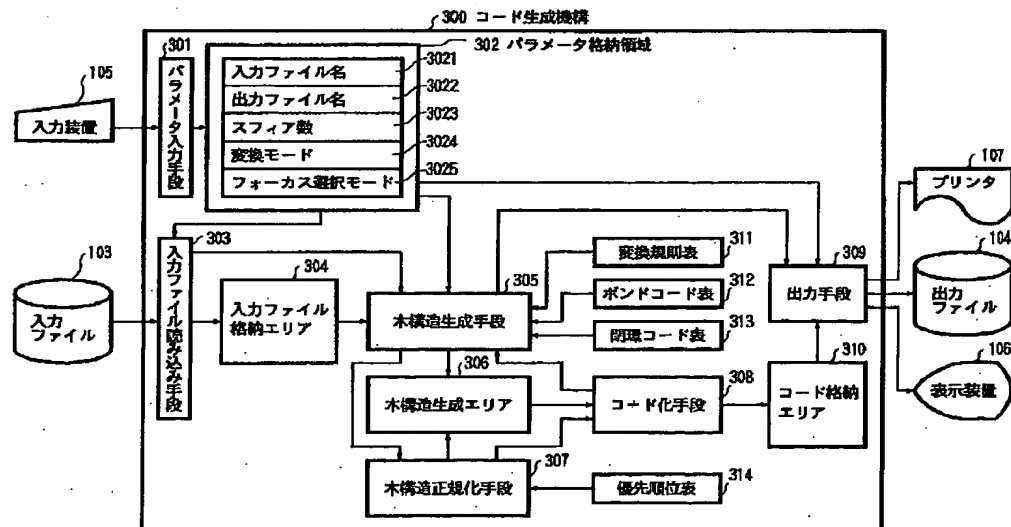 300 コード生成機構
302 パラメータ格納領域
301
パラメータ入力手段
入力ファイル名
3021
出力ファイル名
3022
スフィア数
3023
変換モード
3024
フォーカス選択モード
3025
105
入力装置
107
プリンタ
103
入力
ファイル
303
入力ファイル読み込み手段
304
入力ファイル
格納エリア
305
木構造生成手段
変換規則表
311
ボンドコード表
312
閉環コード表
313
309
出力手段
104
出力
ファイル
306
木構造生成エリア
コード化手段
308
310
コード格納
エリア
106
表示装置
307
木構造正規化手段
優先順位表
314